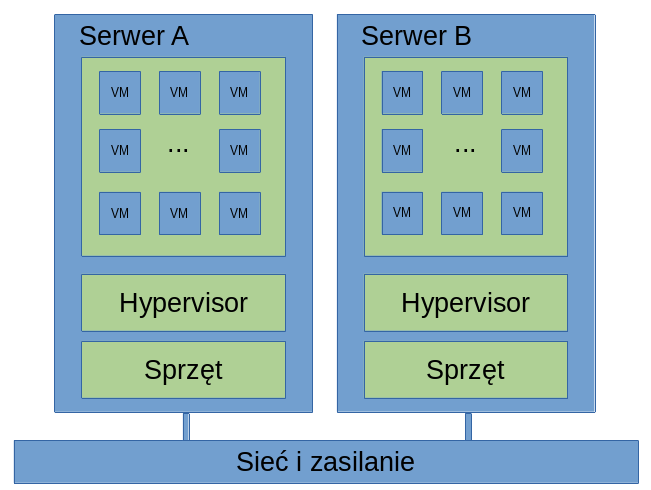 Serwer A
VM VM VM
VM ... VM
VM VM VM
Hypervisor
Sprzęt
Serwer B
VM VM VM
VM ... VM
VM VM VM
Hypervisor
Sprzęt
Sieć i zasilanie